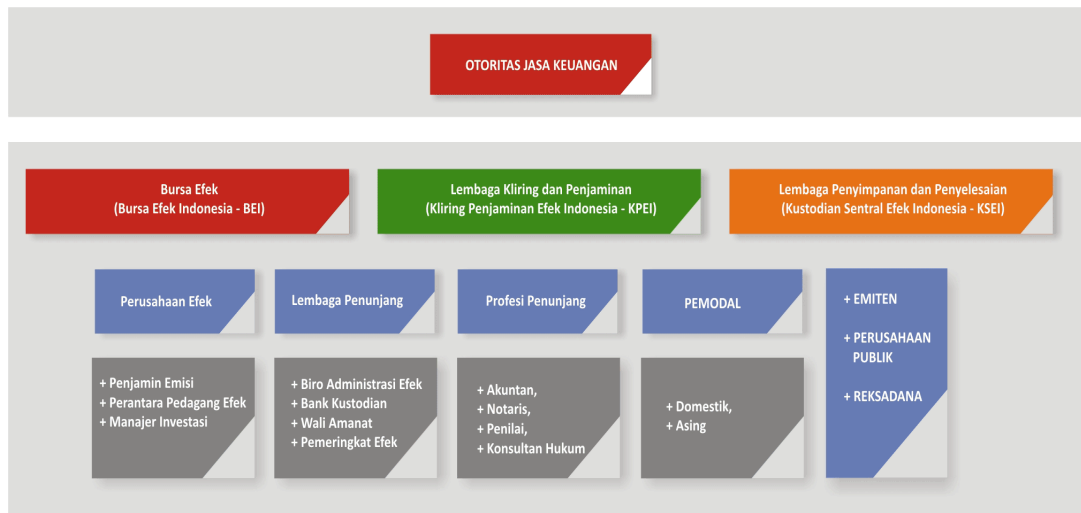 OTORITAS JASA KEUANGAN
Bursa Efek
(Bursa Efek Indonesia - BEI)
Lembaga Kliring dan Penjaminan
(Kliring Penjaminan Efek Indonesia - KPEI)
Lembaga Penyimpanan dan Penyelesaian
(Kustodian Sentral Efek Indonesia - KSEI)
Perusahaan Efek
+ Penjamin Emisi
+ Perantara Pedagang Efek
+ Manajer Investasi
Lembaga Penunjang
+ Biro Administrasi Efek
+ Bank Kustodian
+ Wali Amanat
+ Pemeringkat Efek
Profesi Penunjang
+ Akuntan,
+ Notaris,
+ Penilai,
+ Konsultan Hukum
PEMODAL
+ Domestik,
+ Asing
+ EMITEN
+ PERUSAHAAN
PUBLIK
+ REKSADANA